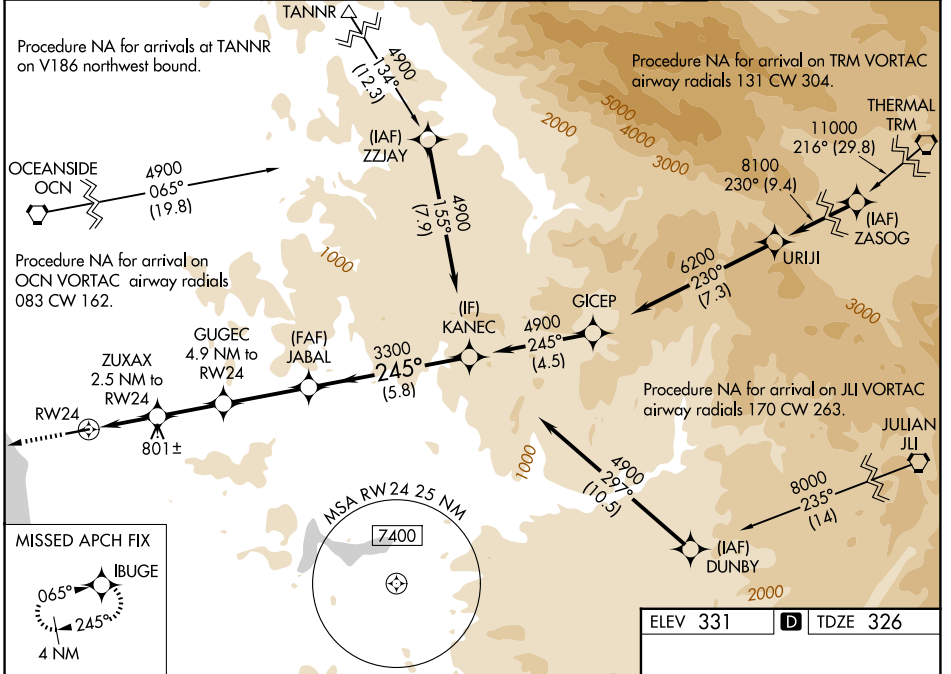 TANNR
4900
134°
(12.3)
Procedure NA for arrivals at TANNR
on V186 northwest bound.
Procedure NA for arrival on TRM VORTAC
airway radials 131 CW 304.
5000
4000
3000
2000
THERMAL
TRM
11000
216° (29.8)
(IAF)
ZZJAY
8100
230° (9.4)
OCEANSIDE
OCN
4900
065°
(19.8)
4900
155°
(7.9)
(IAF)
ZASOG
URIJI
6200
230°
(7.3)
Procedure NA for arrival on
OCN VORTAC airway radials
083 CW 162.
1000
3000
GICEP
(IF)
KANEC
4900
245°
(4.5)
GUGEC
4.9 NM to
RW24
(FAF)
JABAL
3300
245°
(5.8)
ZUXAX
2.5 NM to
RW24
RW24
801±
Procedure NA for arrival on JLI VORTAC
airway radials 170 CW 263.
JULIAN
JLI
1000
4900
297°
(10.5)
8000
235°
(14)
(IAF)
DUNBY
2000
MSA RW24 25 NM
7400
MISSED APCH FIX
IBUGE
065°
245°
4 NM
ELEV 331 D TDZE 326